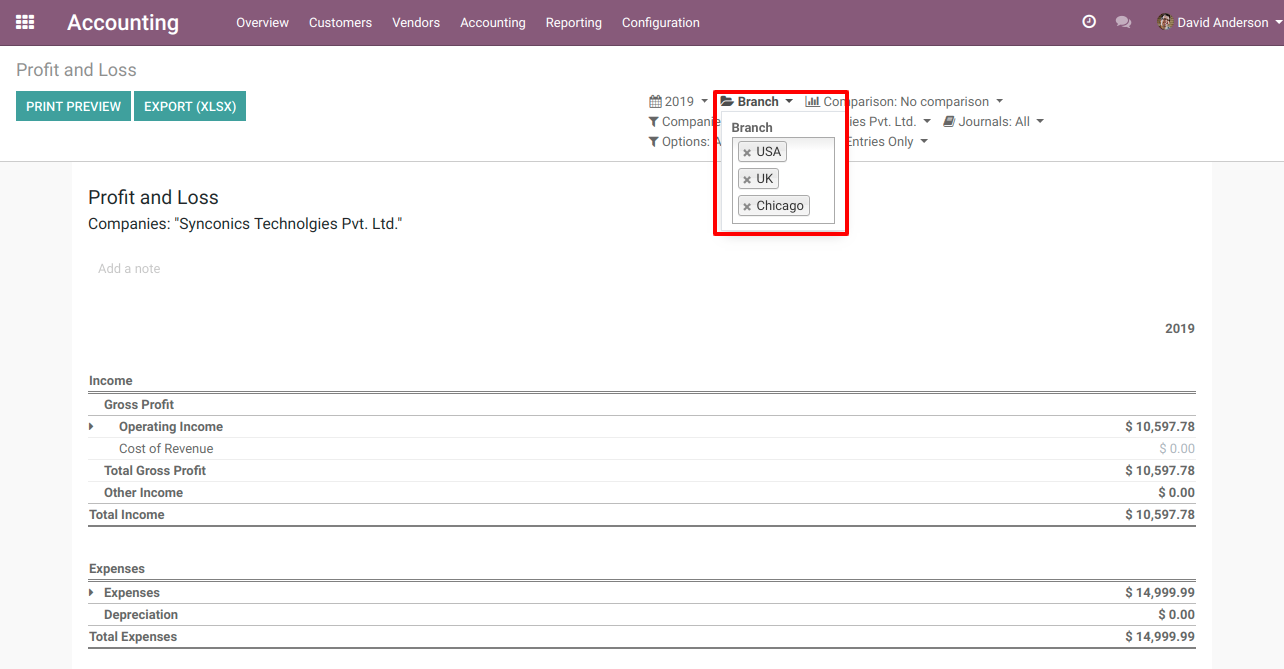 Accounting Overview Customers Vendors Accounting Reporting Configuration David Anderson
Profit and Loss
PRINT PREVIEW EXPORT (XLSX)
2019 Branch Comparison: No comparison
Companie ies Pvt. Ltd. Journals: All
Options: A Entries Only
Branch
× USA
× UK
× Chicago
Profit and Loss
Companies: "Synconics Technolgies Pvt. Ltd."
Add a note
2019
Income
Gross Profit
Operating Income $ 10,597.78
Cost of Revenue $ 0.00
Total Gross Profit $ 10,597.78
Other Income $ 0.00
Total Income $ 10,597.78
Expenses
Expenses $ 14,999.99
Depreciation $ 0.00
Total Expenses $ 14,999.99